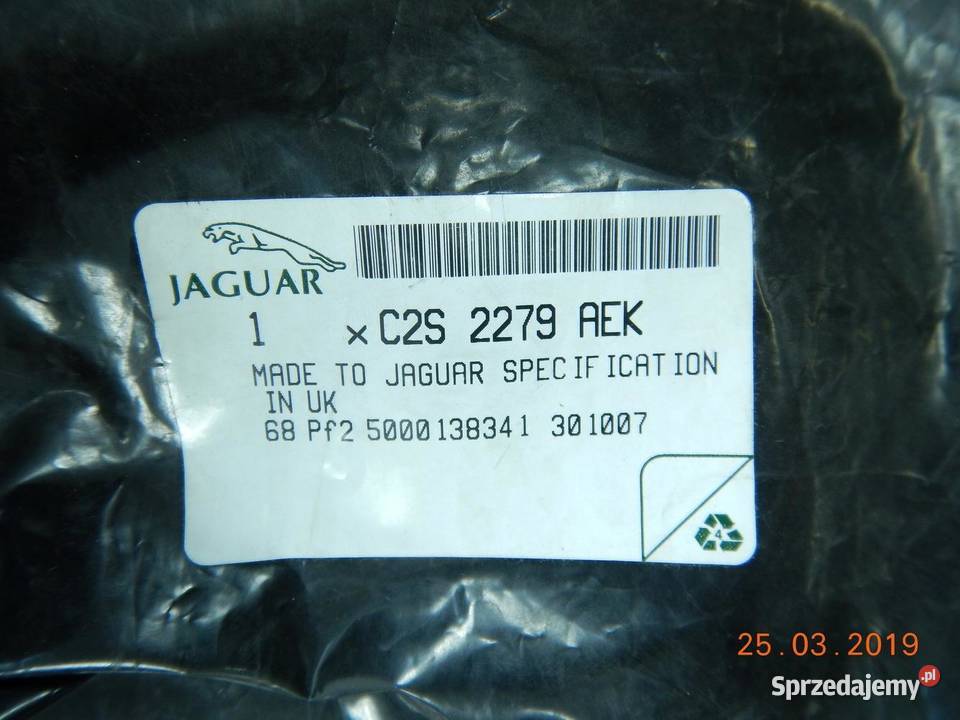 JAGUAR
1 x C2S 2279 AEK
MADE TO JAGUAR SPECIFICATION
IN UK
68 Pf2 5000138341 301007
4
25.03.2019
Sprzedajemy.pl